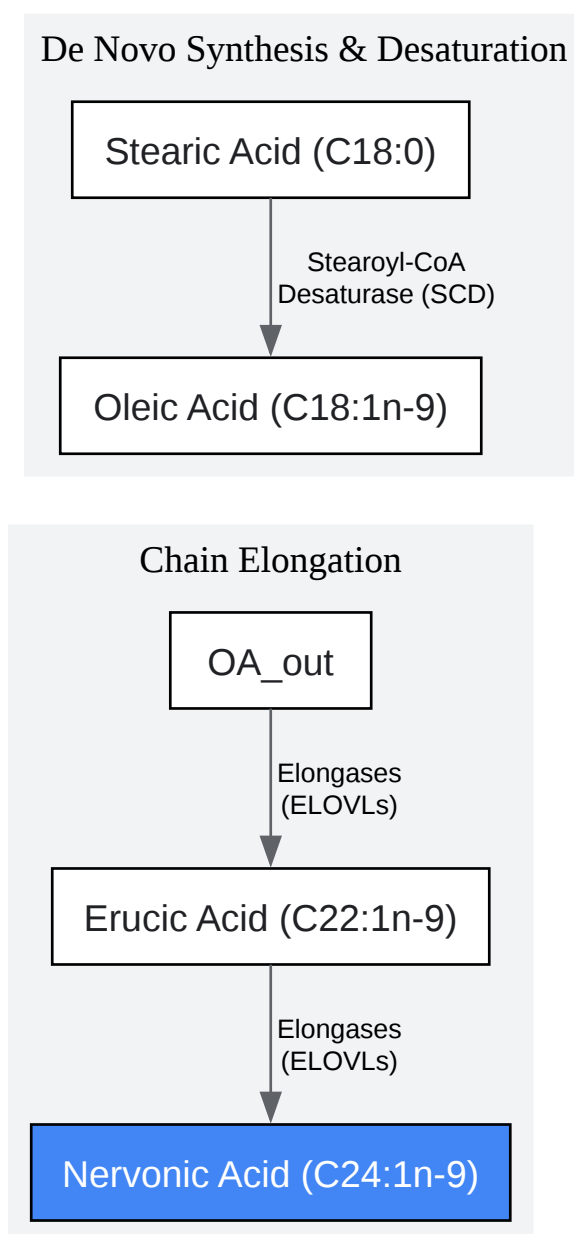 De Novo Synthesis & Desaturation
Stearic Acid (C18:0)
Stearoyl-CoA
Desaturase (SCD)
Oleic Acid (C18:1n-9)
Chain Elongation
OA_out
Elongases
(ELOVLs)
Erucic Acid (C22:1n-9)
Elongases
(ELOVLs)
Nervonic Acid (C24:1n-9)